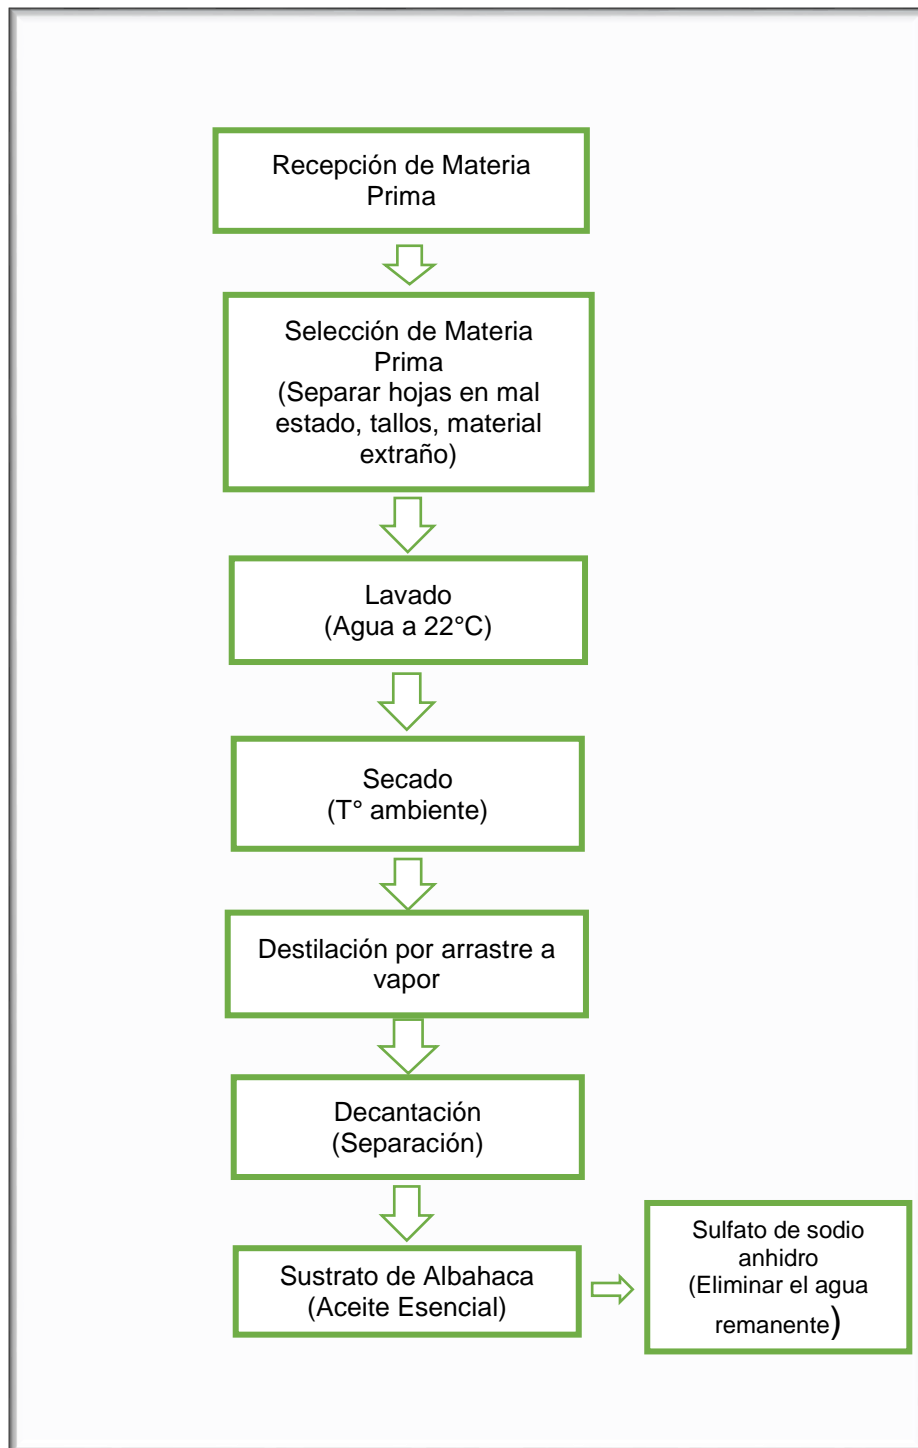 Recepción de Materia
Prima
Selección de Materia
Prima
(Separar hojas en mal
estado, tallos, material
extraño)
Lavado
(Agua a 22°C)
Secado
(T° ambiente)
Destilación por arrastre a
vapor
Decantación
(Separación)
Sustrato de Albahaca
(Aceite Esencial)
Sulfato de sodio
anhidro
(Eliminar el agua
remanente)